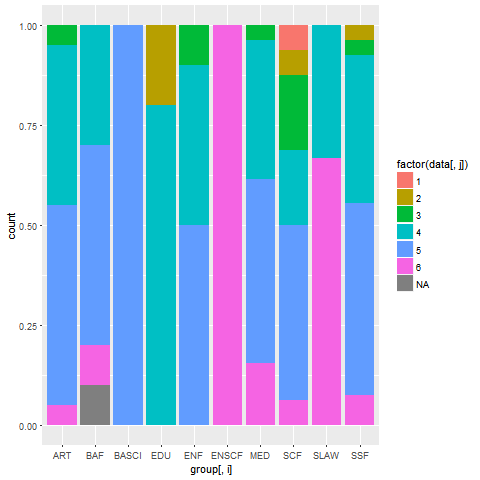 1.00
0.75
0.50
0.25
0.00
count
ART BAF BASCI EDU ENF ENSCF MED SCF SLAW SSF
group[, i]
factor(data[, j])
1
2
3
4
5
6
NA